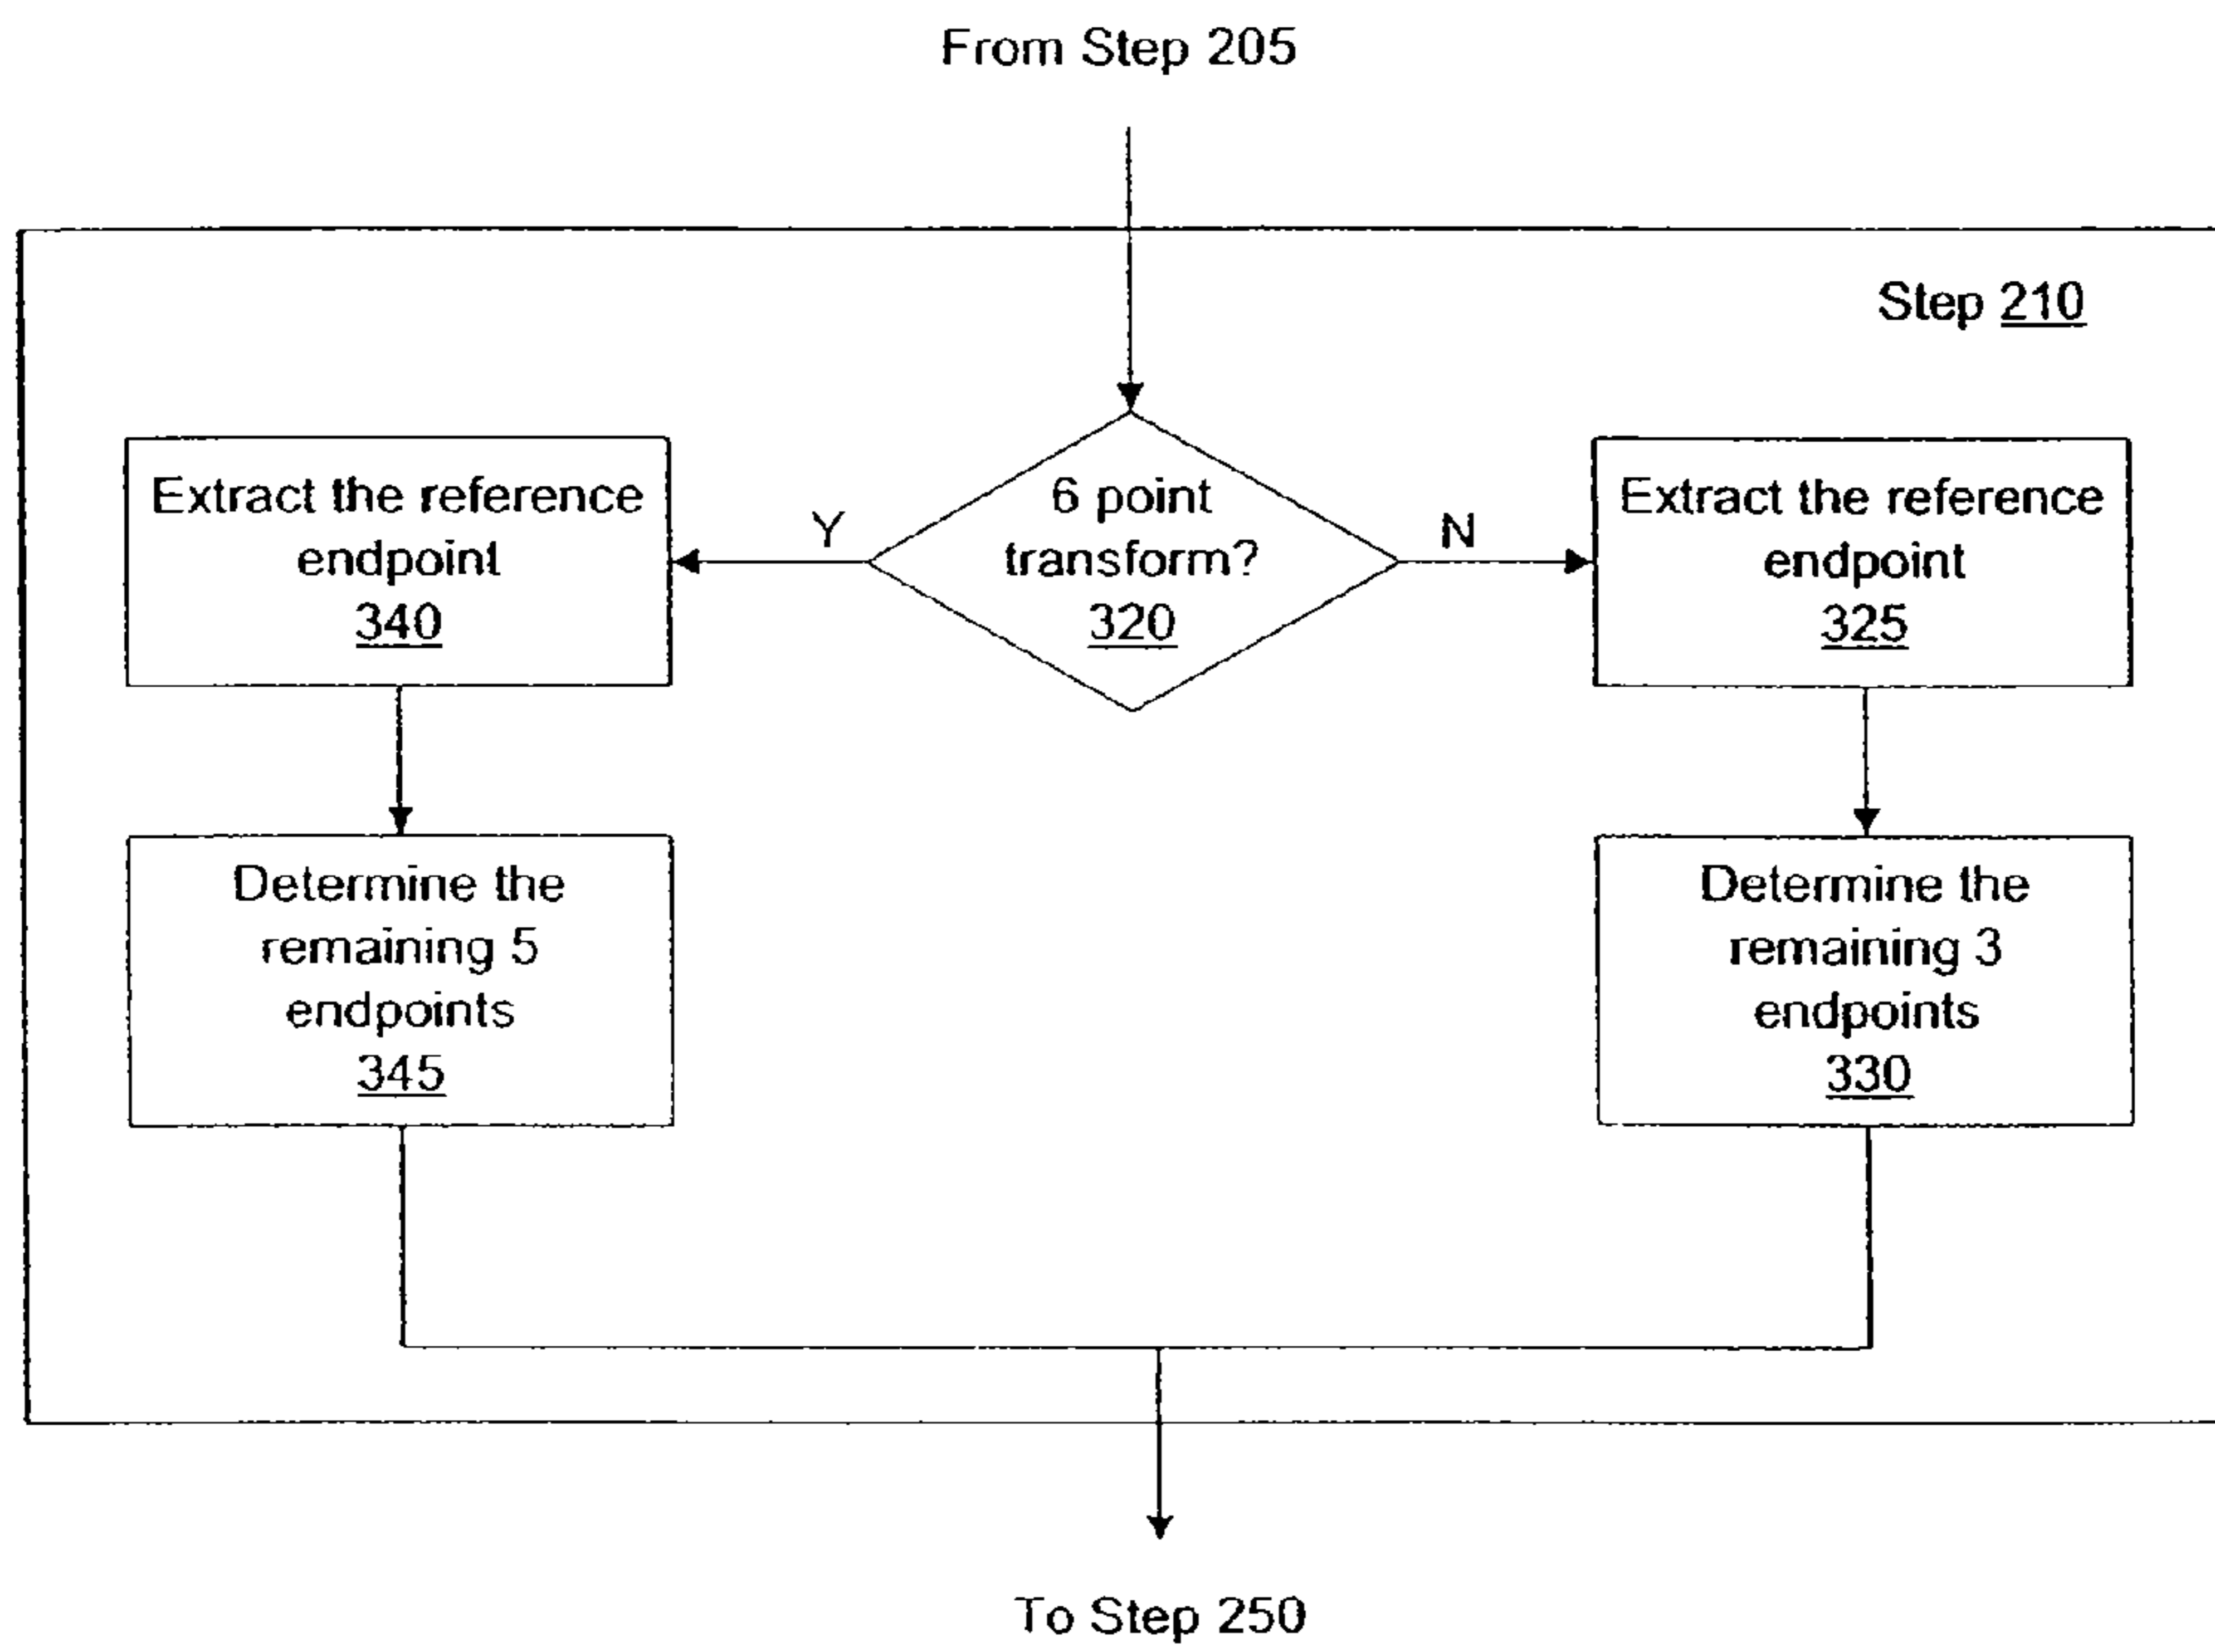 From Step 205
Step 210
Extract the reference
endpoint
340
Y
6 point
transform?
320
N
Extract the reference
endpoint
325
Determine the
remaining 5
endpoints
345
Determine the
remaining 3
endpoints
330
To Step 250